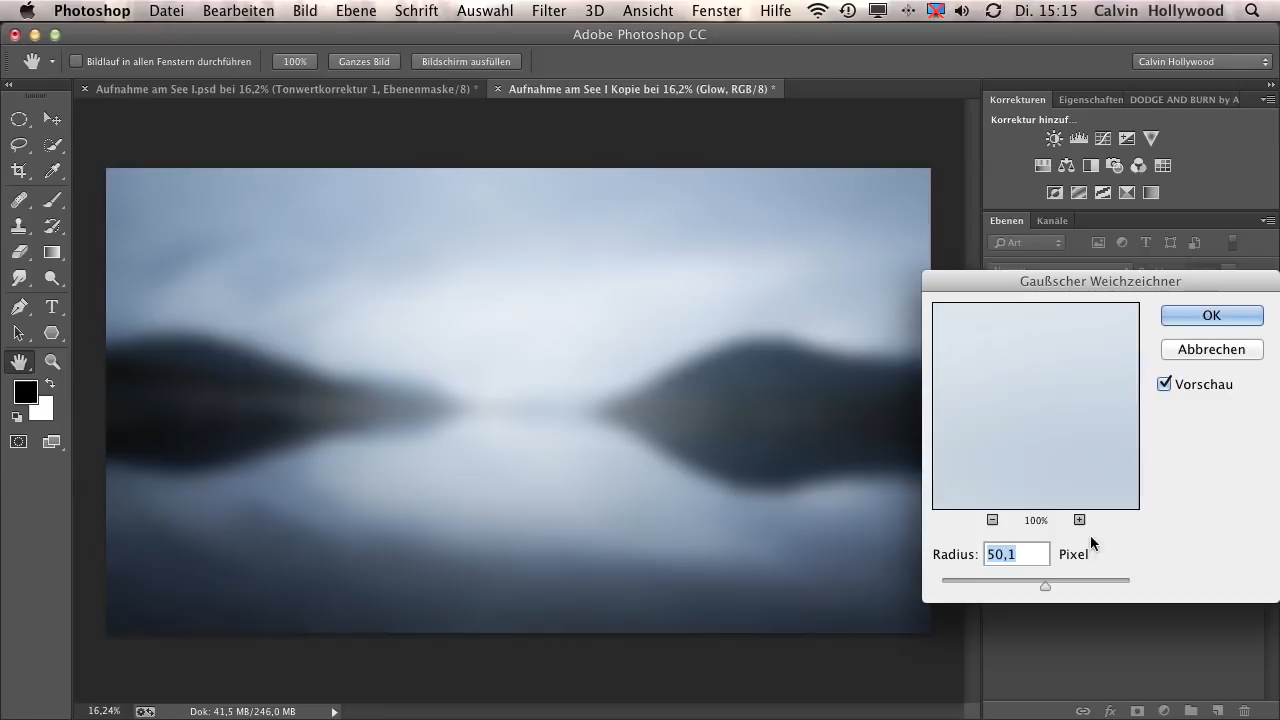 Photoshop Datei Bearbeiten Bild Ebene Schrift Auswahl Filter 3D Ansicht Fenster Hilfe Di. 15:15 Calvin Hollywood
Adobe Photoshop CC
Bildlauf in allen Fenstern durchführen 100% Ganzes Bild Bildschirm ausfüllen Calvin Hollywood
Aufnahme am See I.psd bei 16,2% (Tonwertkorrektur 1, Ebenenmaske/8) * Aufnahme am See I Kopie bei 16,2% (Glow, RGB/8) *
Korrekturen Eigenschaften DODGE AND BURN by A
Korrektur hinzuf...
Ebenen Kanäle
Art
Gaußscher Weichzeichner
OK
Abbrechen
Vorschau
100%
Radius: 50,1 Pixel
16,24% Dok: 41,5 MB/246,0 MB